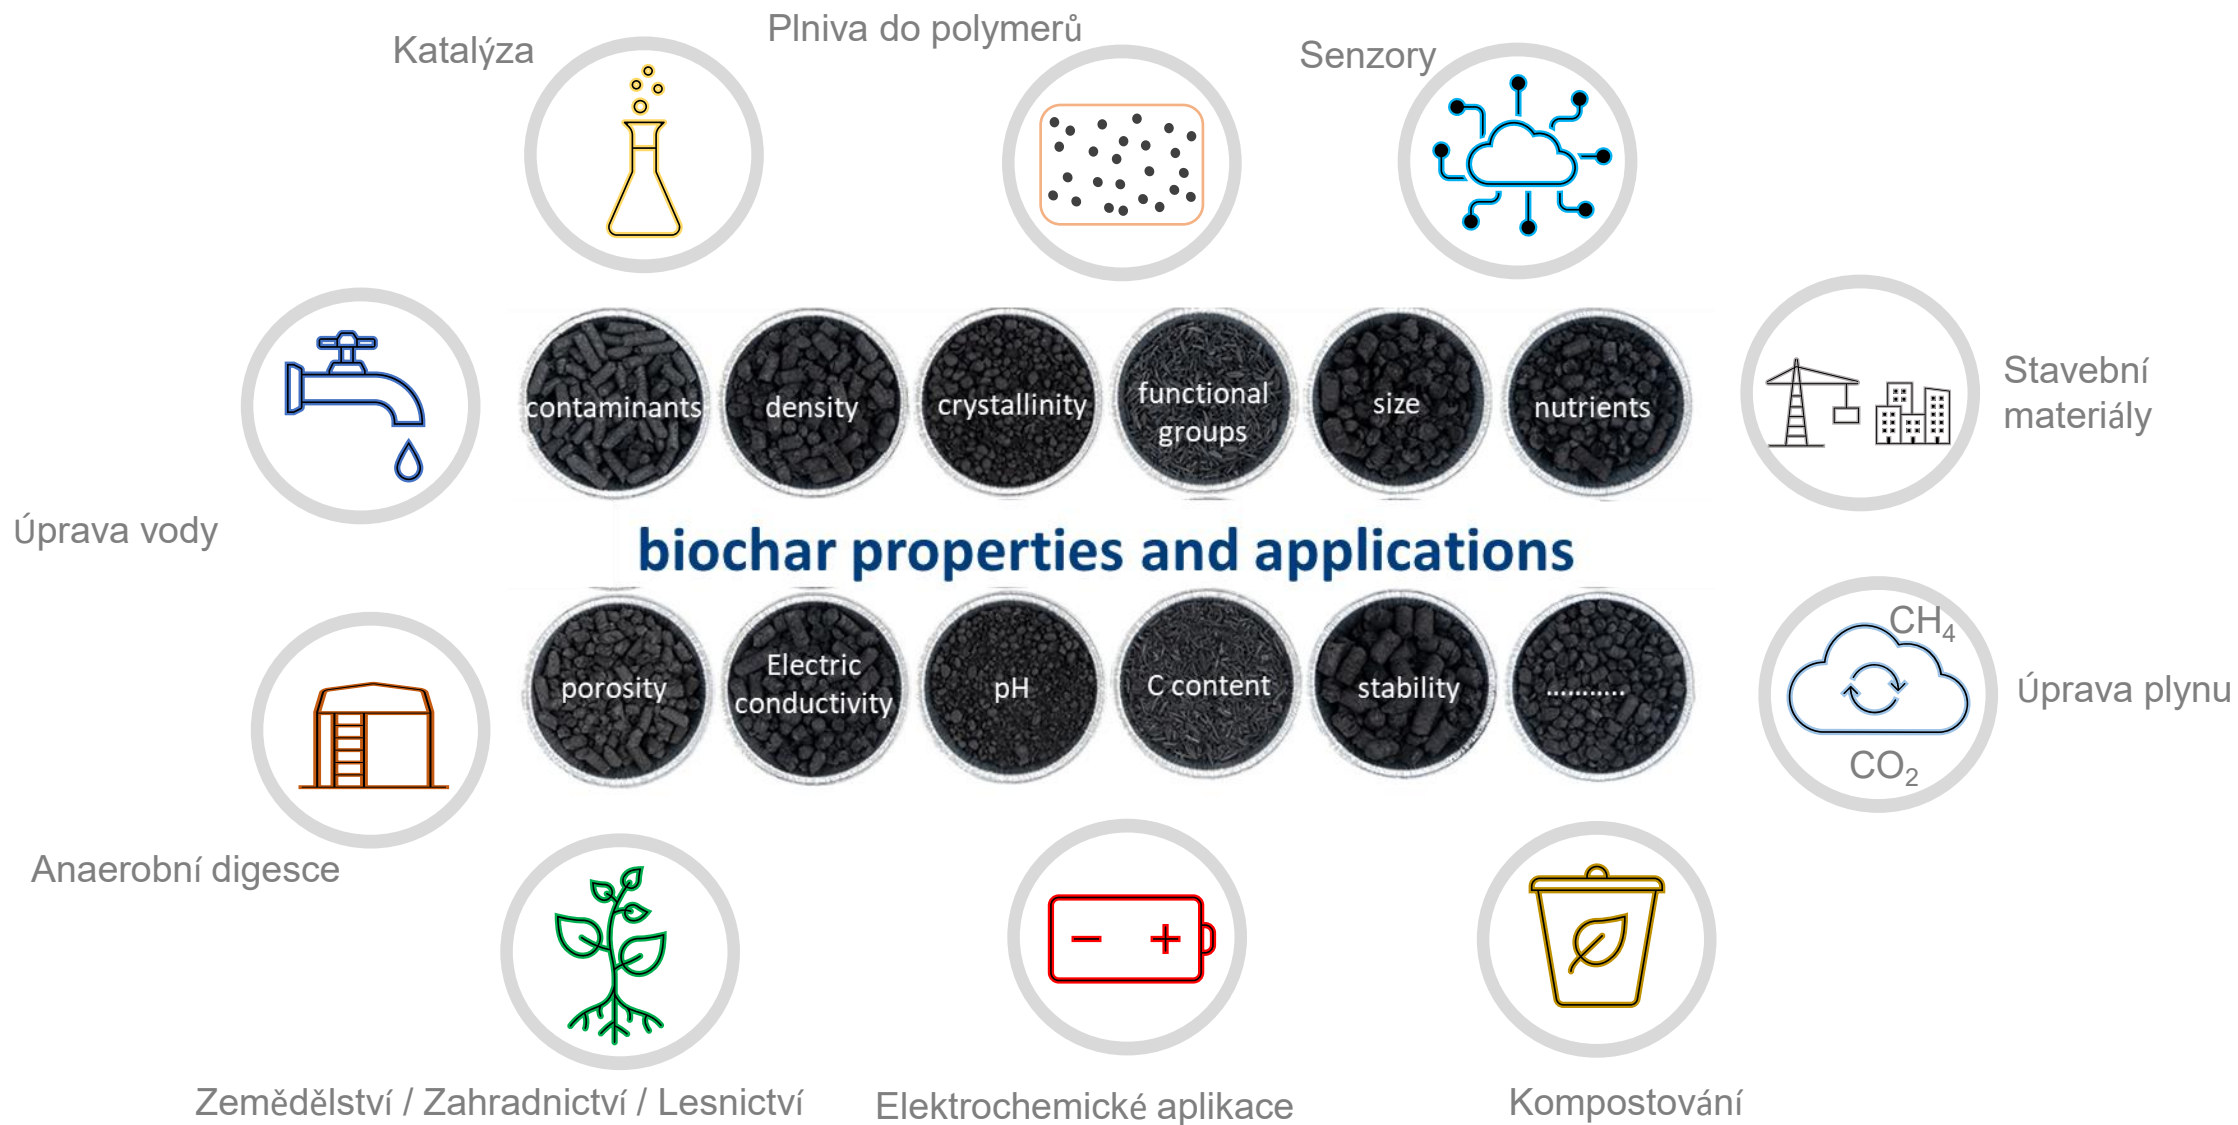 Plniva do polymerů
Katalýza
Senzory
contaminants
density
crystallinity
functional
groups
size
nutrients
Stavební
materiály
Úprava vody
biochar properties and applications
CH₄
porosity
Electric
conductivity
pH
C content
stability
...........
Úprava plynu
CO₂
Anaerobní digesce
− +
Zemědělství / Zahradnictví / Lesnictví
Elektrochemické aplikace
Kompostování